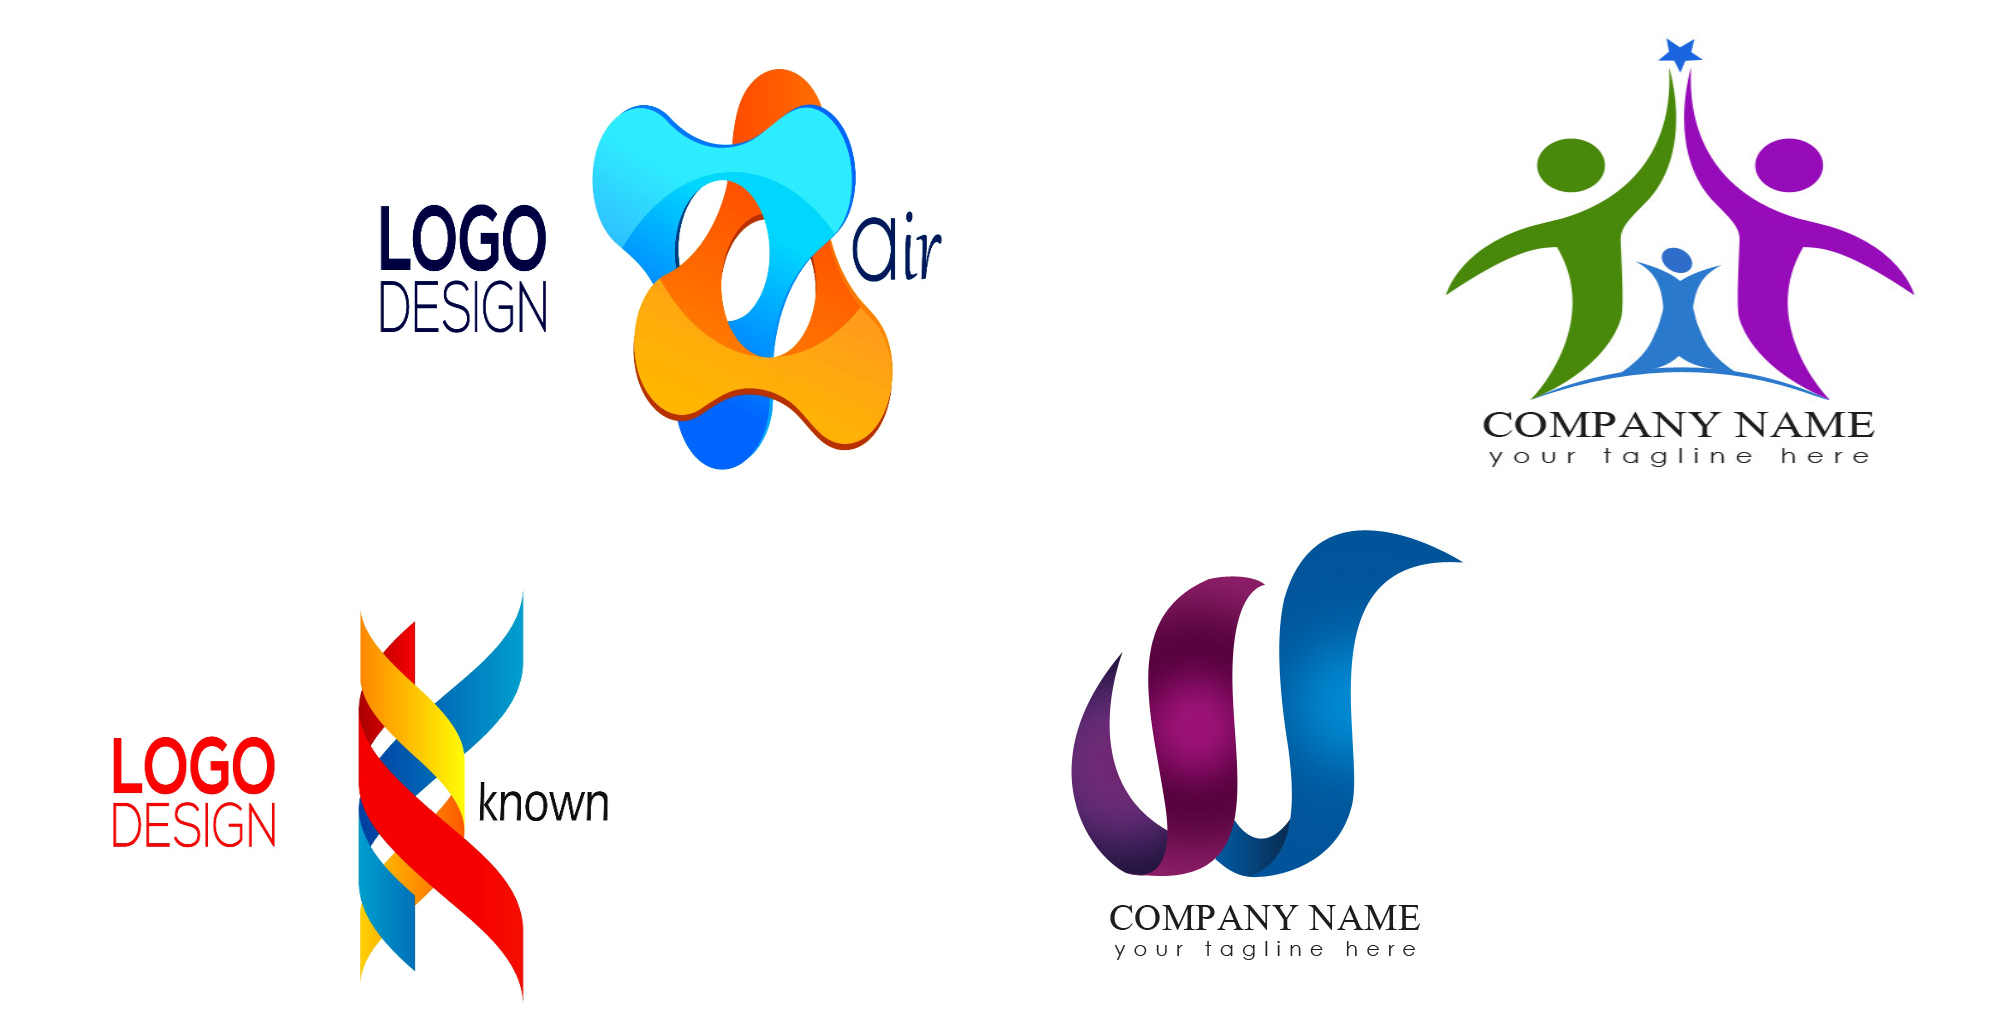 LOGO
DESIGN
air
COMPANY NAME
your tagline here
LOGO
DESIGN
known
COMPANY NAME
your tagline here